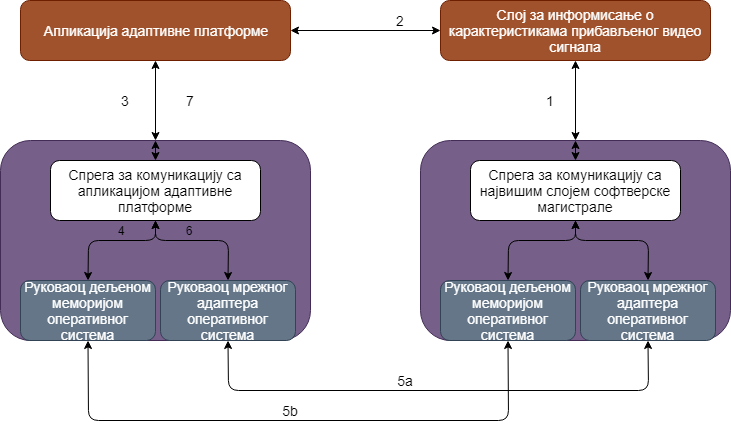 Апликација адаптивне платформе
2
Слој за информисање о
карактеристикама прибављеног видео
сигнала
3
7
1
Спрега за комуникацију са
апликацијом адаптивне
платформе
Спрега за комуникацију са
највишим слојем софтверске
магистрале
4
6
Руковаоц дељеном
меморијом
оперативног
система
Руковаоц мрежног
адаптера
оперативног
система
Руковаоц дељеном
меморијом
оперативног
система
Руковаоц мрежног
адаптера
оперативног
система
5a
5b